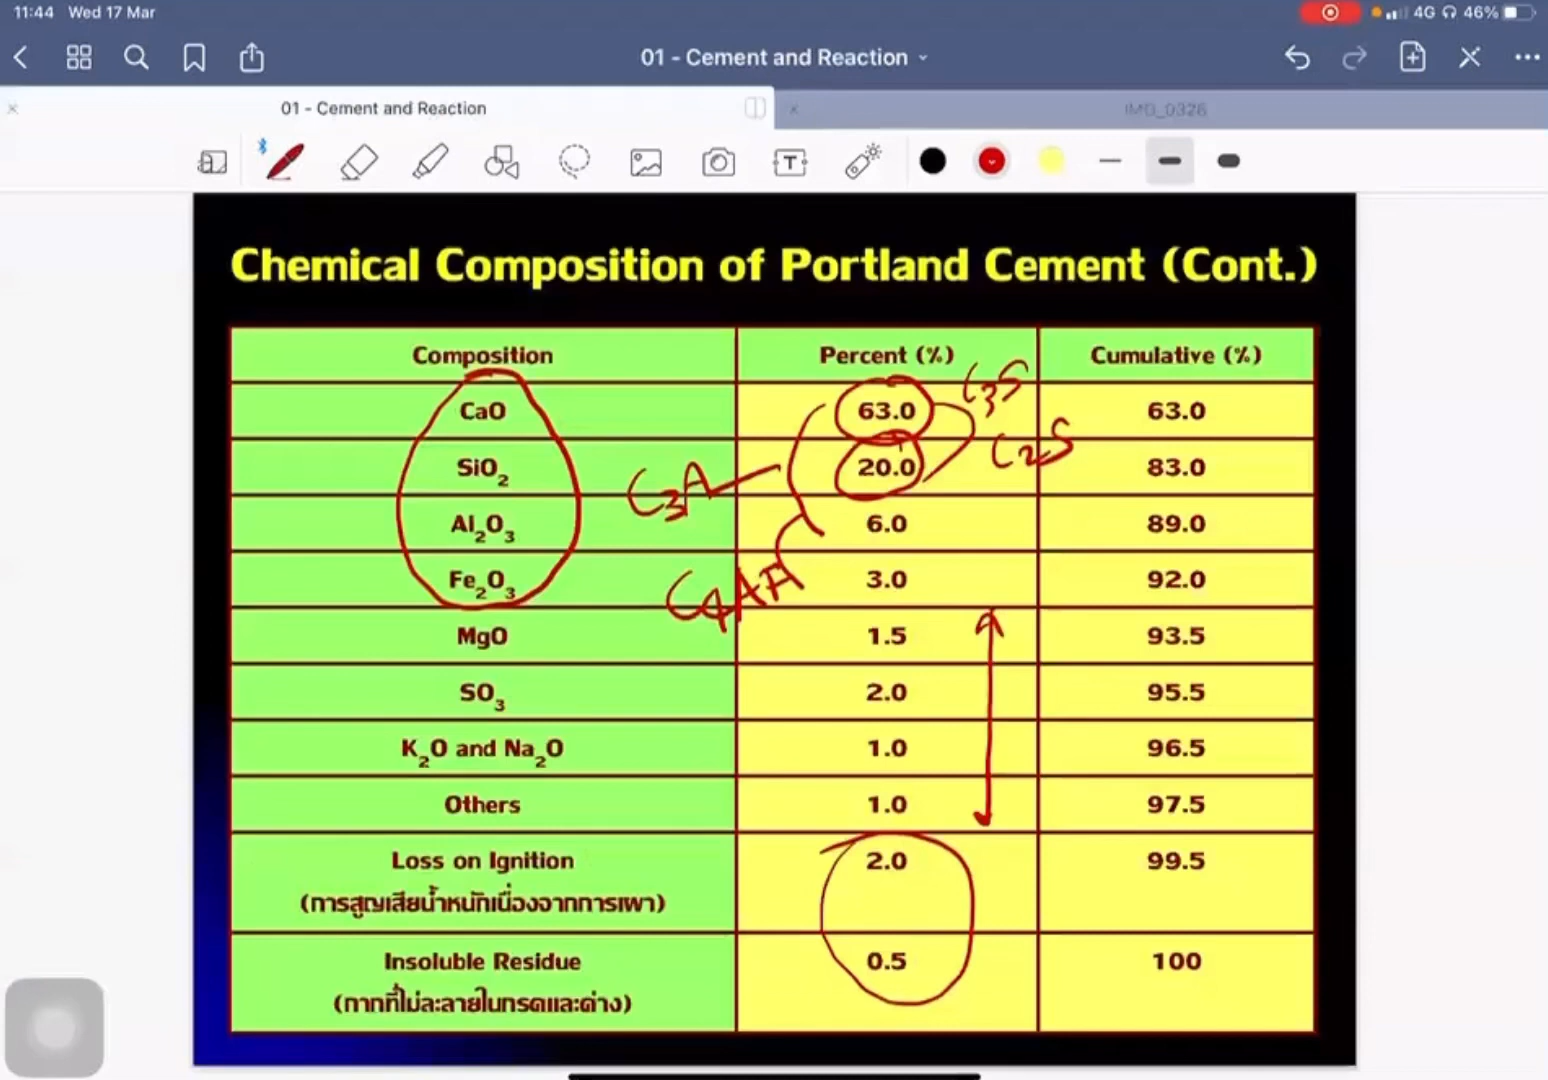 11:44 Wed 17 Mar
4G 46%
01 - Cement and Reaction
01 - Cement and Reaction
IMG_0326
Chemical Composition of Portland Cement (Cont.)
Composition Percent (%) Cumulative (%)
CaO 63.0 63.0
C3S
SiO2 20.0 83.0
C2S
C3A
Al2O3 6.0 89.0
Fe2O3 3.0 92.0
C4AF
MgO 1.5 93.5
SO3 2.0 95.5
K2O and Na2O 1.0 96.5
Others 1.0 97.5
Loss on Ignition 2.0 99.5
(การสูญเสียน้ำหนักเนื่องจากการเผา)
Insoluble Residue 0.5 100
(กากที่ไม่ละลายในกรดและด่าง)